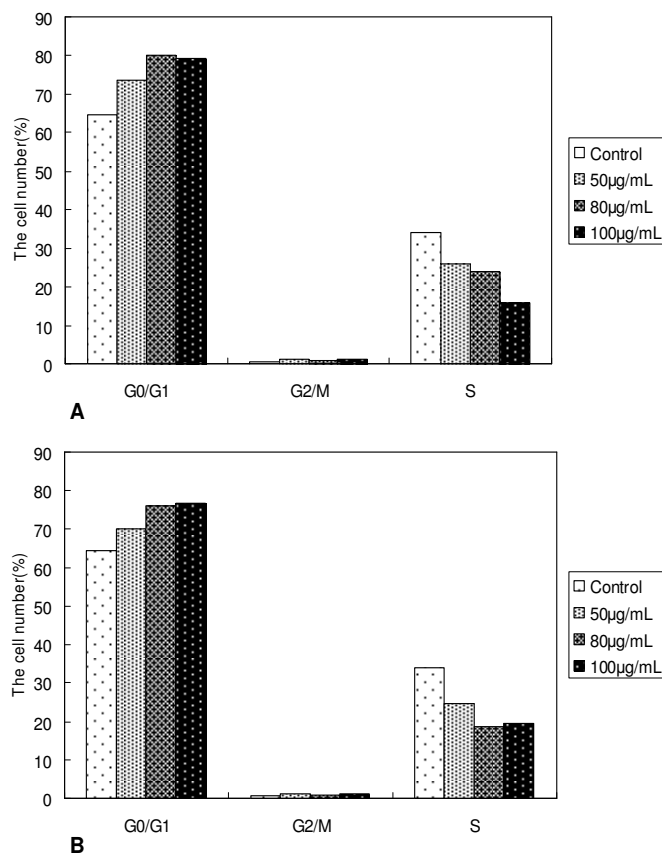 90
80
70
60
50
40
30
20
10
0
The cell number(%)
G0/G1 G2/M S
A
Control
50µg/mL
80µg/mL
100µg/mL
90
80
70
60
50
40
30
20
10
0
The cell number(%)
G0/G1 G2/M S
B
Control
50µg/mL
80µg/mL
100µg/mL